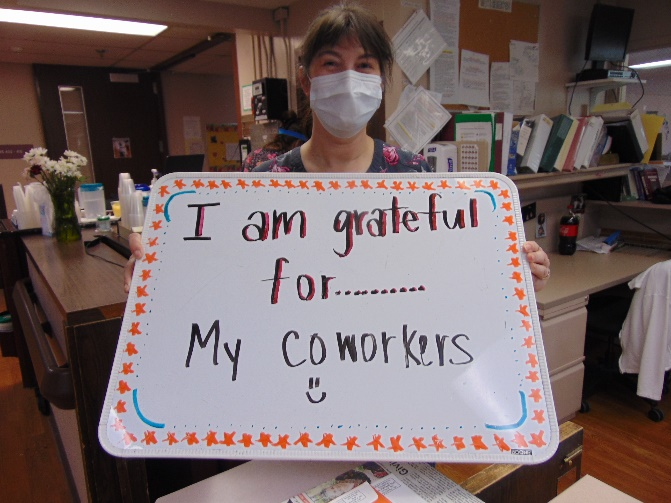 I am grateful
for...........
My coworkers